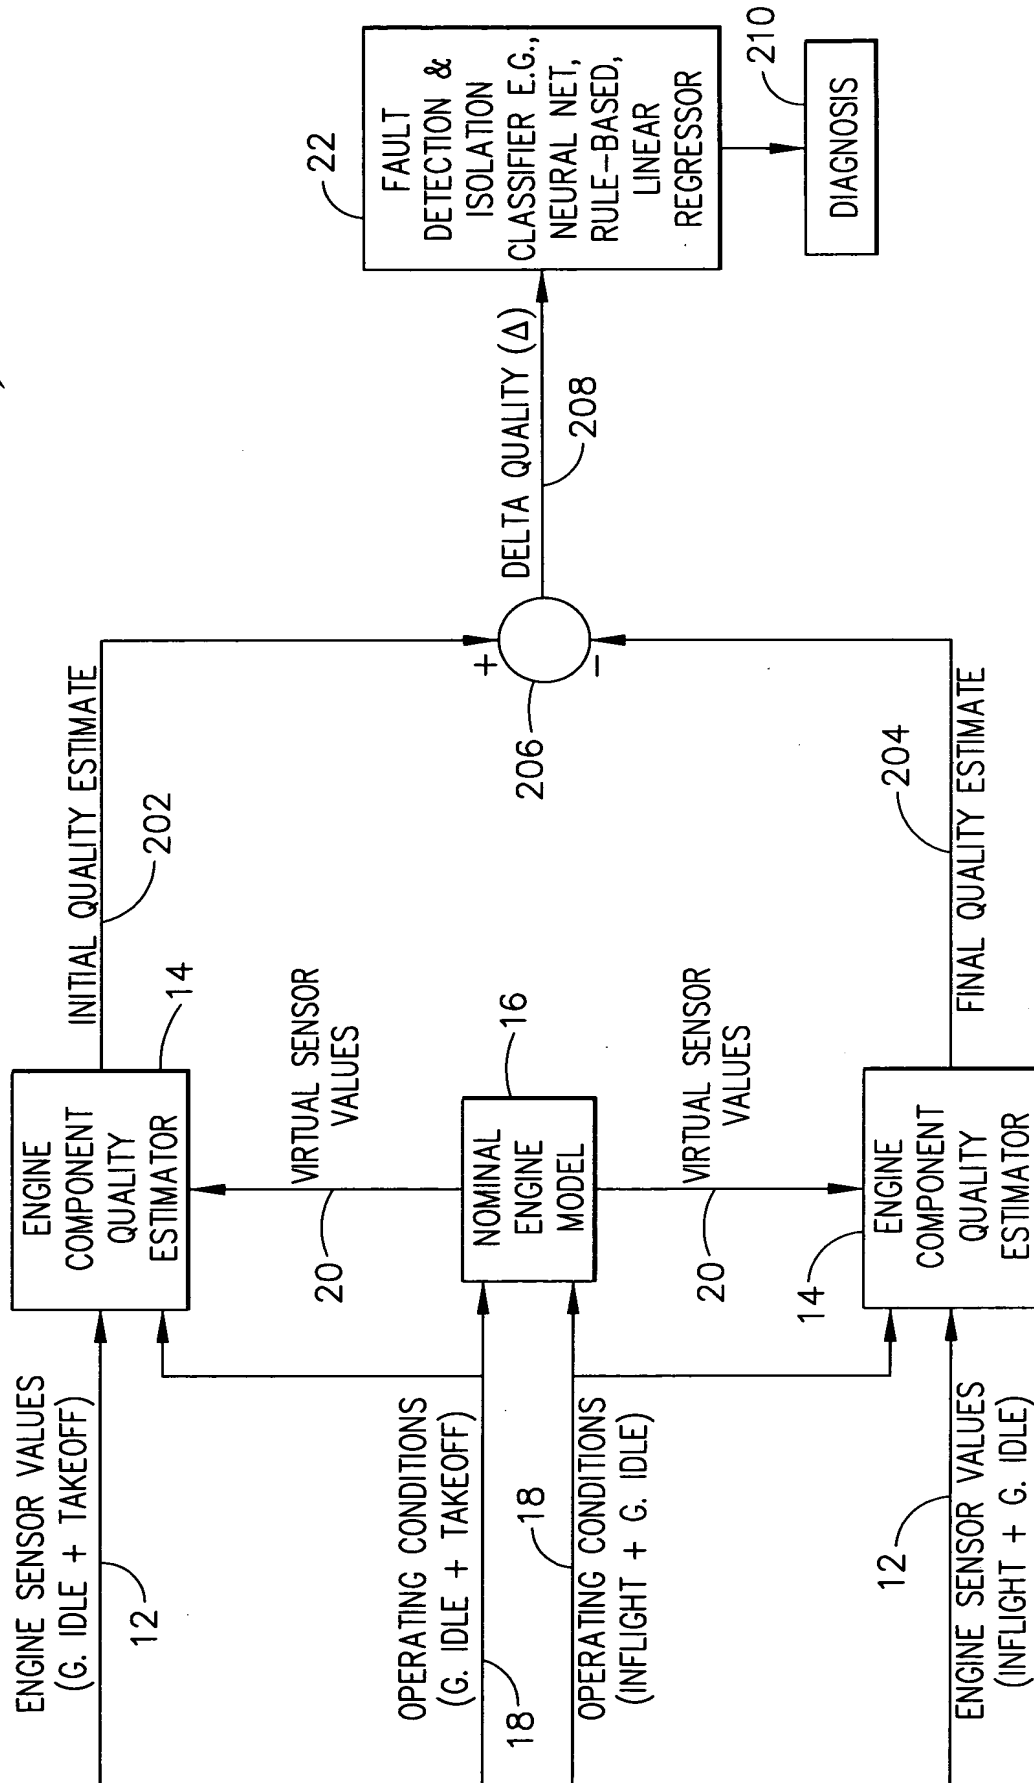 ENGINE SENSOR VALUES
(G. IDLE + TAKEOFF)
12
ENGINE
COMPONENT
QUALITY
ESTIMATOR
14
INITIAL QUALITY ESTIMATE
202
VIRTUAL SENSOR
VALUES
20
OPERATING CONDITIONS
(G. IDLE + TAKEOFF)
18
NOMINAL
ENGINE
MODEL
16
18
OPERATING CONDITIONS
(INFLIGHT + G. IDLE)
VIRTUAL SENSOR
VALUES
20
+
−
206
DELTA QUALITY (Δ)
208
22
FAULT
DETECTION &
ISOLATION
CLASSIFIER E.G.,
NEURAL NET,
RULE−BASED,
LINEAR
REGRESSOR
210
DIAGNOSIS
12
ENGINE SENSOR VALUES
(INFLIGHT + G. IDLE)
14
ENGINE
COMPONENT
QUALITY
ESTIMATOR
204
FINAL QUALITY ESTIMATE